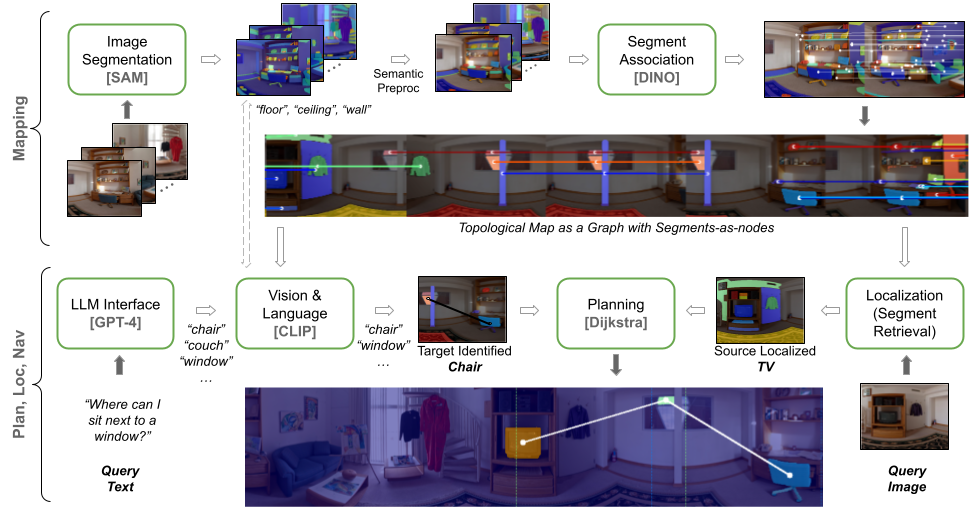 Mapping
Image
Segmentation
[SAM]
Semantic
Preproc
Segment
Association
[DINO]
“floor”, “ceiling”, “wall”
Topological Map as a Graph with Segments-as-nodes
Plan, Loc, Nav
LLM Interface
[GPT-4]
“chair”
“couch”
“window”
…
Vision &
Language
[CLIP]
“chair”
“window”
…
Target Identified
Chair
Planning
[Dijkstra]
Source Localized
TV
Localization
(Segment
Retrieval)
“Where can I
sit next to a
window?”
Query
Text
Query
Image